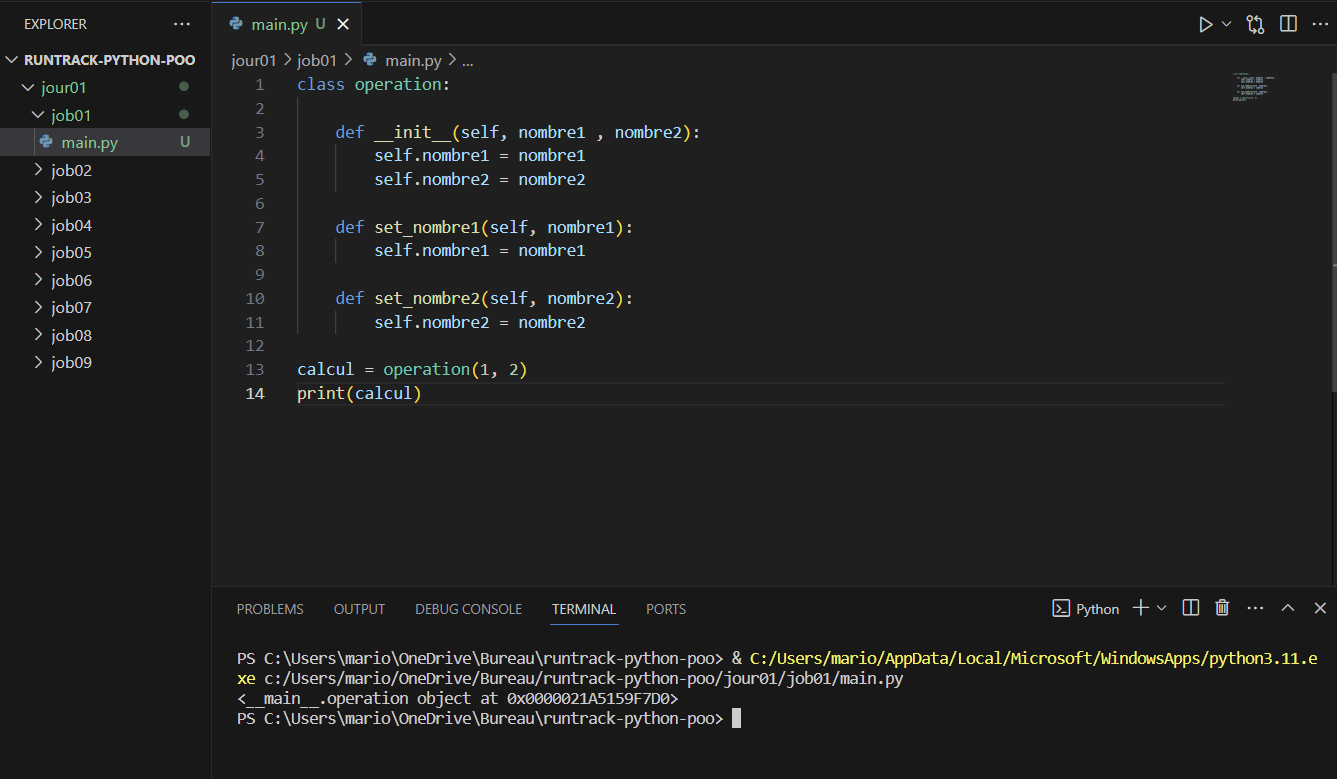 EXPLORER
RUNTRACK-PYTHON-POO
jour01
job01
main.py U
job02
job03
job04
job05
job06
job07
job08
job09
main.py U
jour01 > job01 > main.py > ...
1 class operation:
2
3 def __init__(self, nombre1 , nombre2):
4 self.nombre1 = nombre1
5 self.nombre2 = nombre2
6
7 def set_nombre1(self, nombre1):
8 self.nombre1 = nombre1
9
10 def set_nombre2(self, nombre2):
11 self.nombre2 = nombre2
12
13 calcul = operation(1, 2)
14 print(calcul)
PROBLEMS OUTPUT DEBUG CONSOLE TERMINAL PORTS
Python
PS C:\Users\mario\OneDrive\Bureau\runtrack-python-poo> & C:/Users/mario/AppData/Local/Microsoft/WindowsApps/python3.11.e
xe c:/Users/mario/OneDrive/Bureau/runtrack-python-poo/jour01/job01/main.py
<__main__.operation object at 0x0000021A5159F7D0>
PS C:\Users\mario\OneDrive\Bureau\runtrack-python-poo>